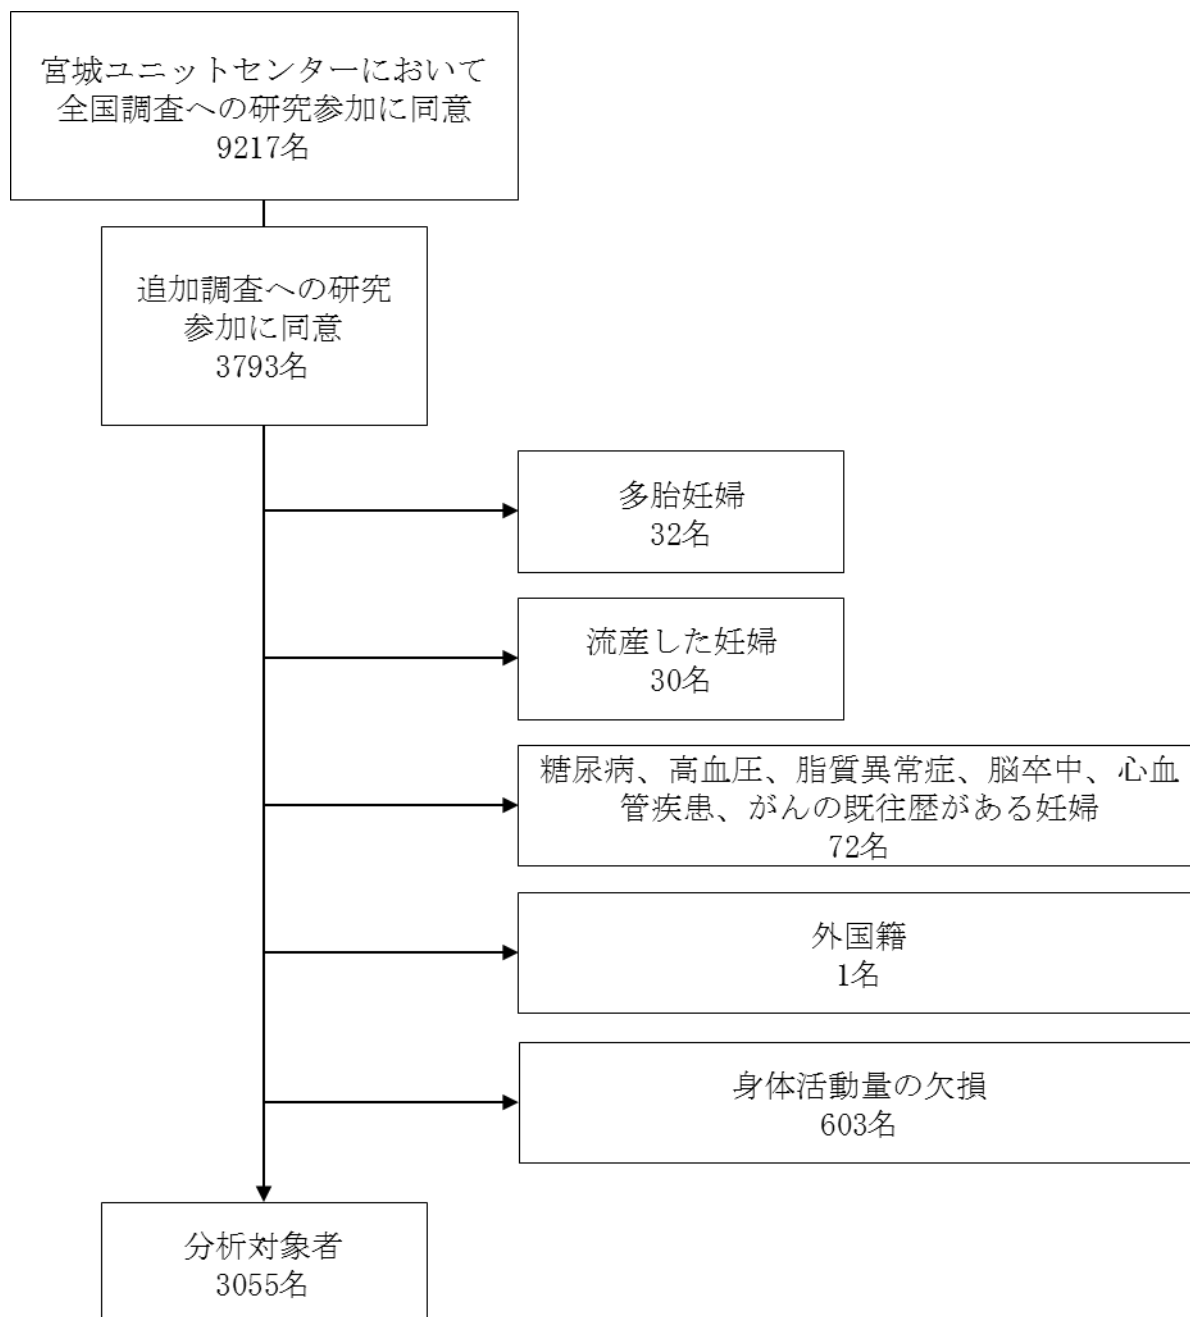 宮城ユニットセンターにおいて
全国調査への研究参加に同意
9217名
追加調査への研究
参加に同意
3793名
多胎妊婦
32名
流産した妊婦
30名
糖尿病、高血圧、脂質異常症、脳卒中、心血
管疾患、がんの既往歴がある妊婦
72名
外国籍
1名
身体活動量の欠損
603名
分析対象者
3055名